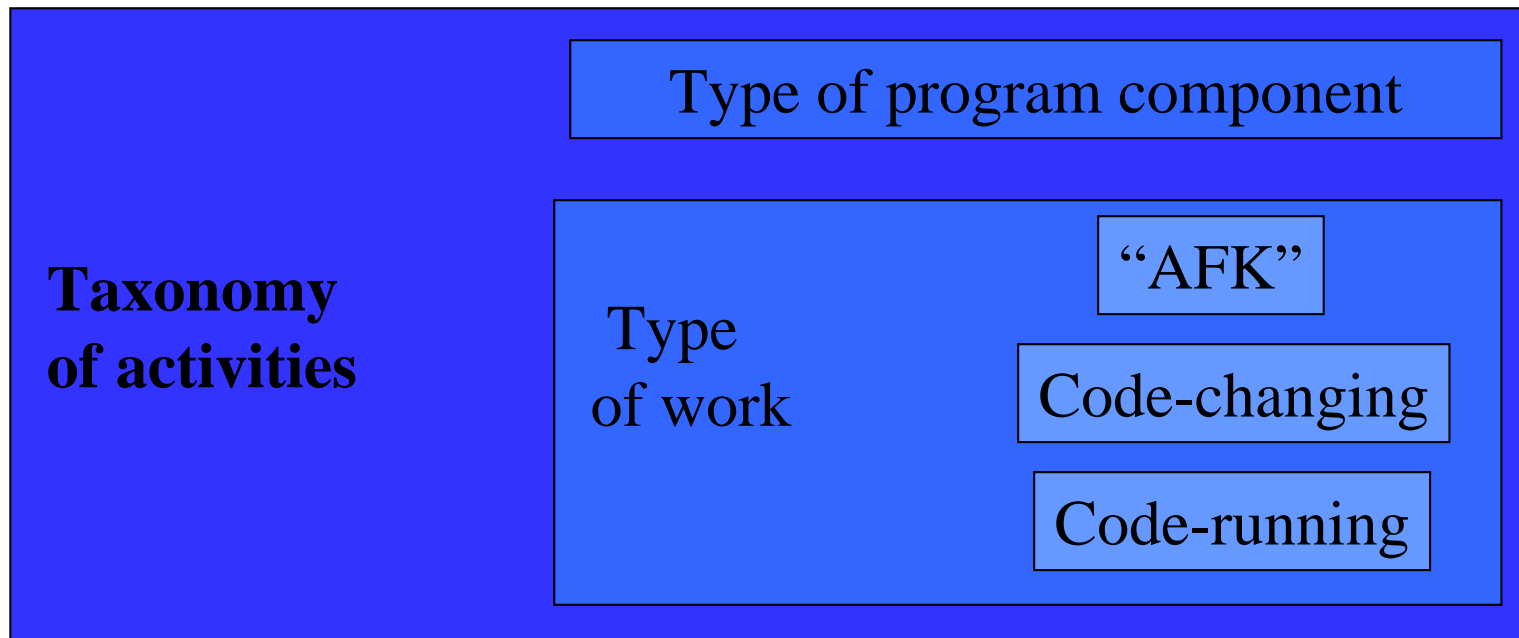 Type of program component
Taxonomy
of activities
Type
of work
“AFK”
Code-changing
Code-running